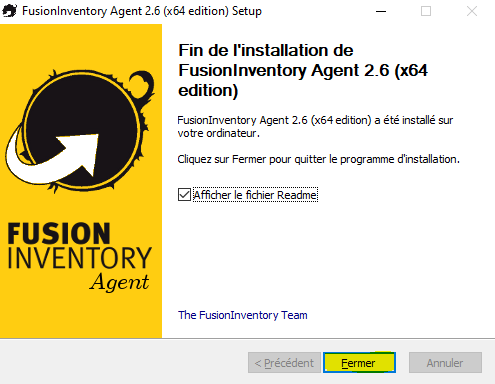 FusionInventory Agent 2.6 (x64 edition) Setup
Fin de l'installation de
FusionInventory Agent 2.6 (x64
edition)
FusionInventory Agent 2.6 (x64 edition) a été installé sur
votre ordinateur.
Cliquez sur Fermer pour quitter le programme d'installation.
Afficher le fichier Readme
FUSION
INVENTORY
Agent
The FusionInventory Team
< Précédent
Fermer
Annuler